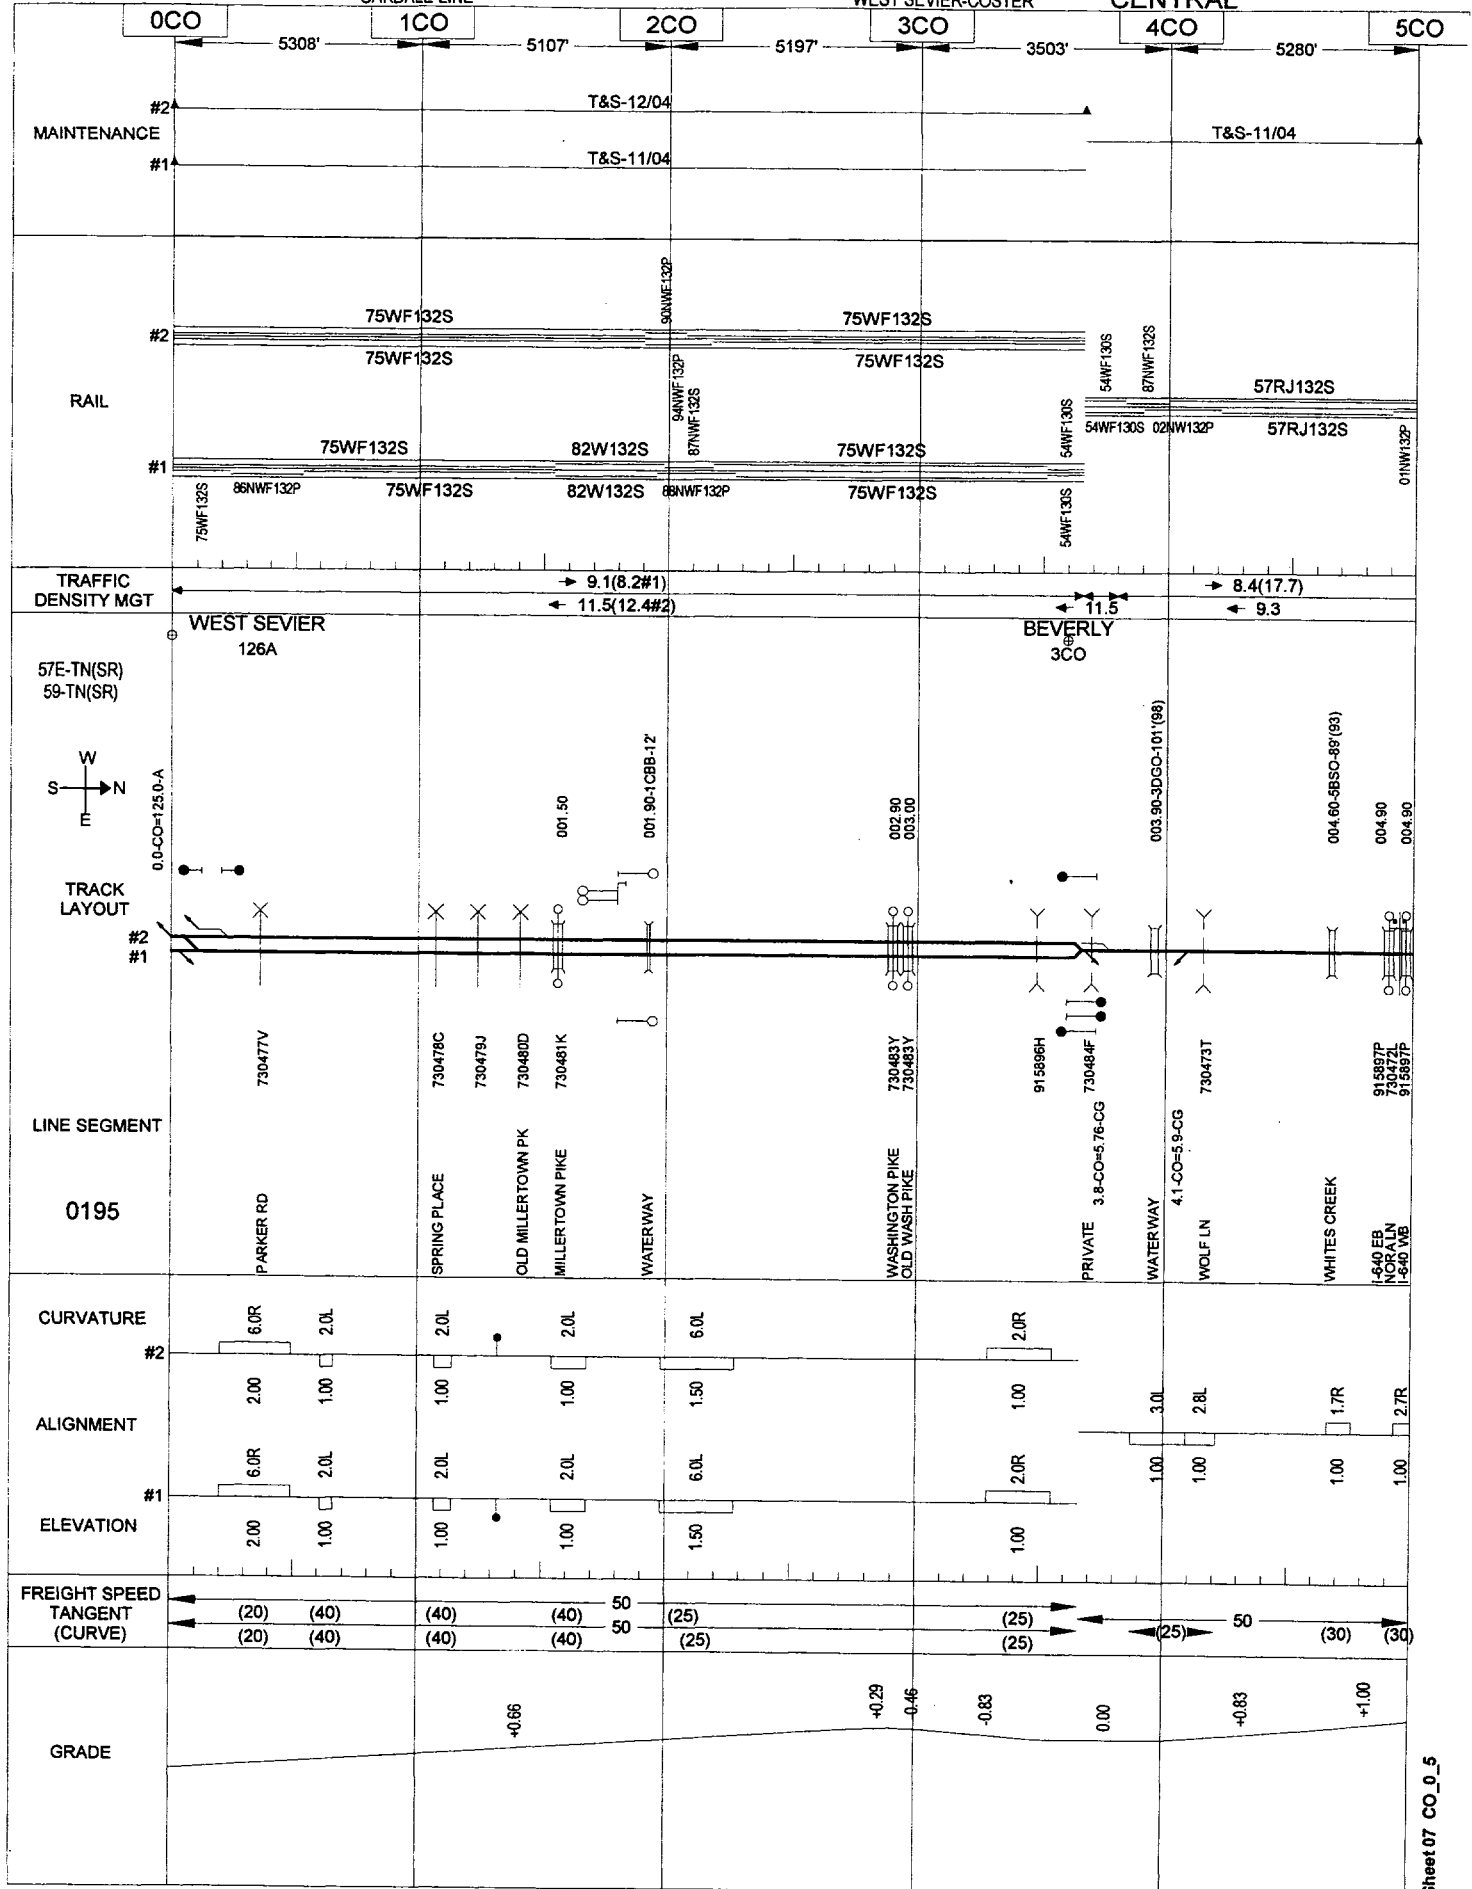 WEST SEVIER-COSTER
CENTRAL
0CO 1CO 2CO 3CO 4CO 5CO
5308' 5107' 5197' 3503' 5280'
MAINTENANCE
#2
T&S-12/04
T&S-11/04
#1
T&S-11/04
RAIL
90NWF132P
#2
75WF132S 75WF132S
75WF132S 75WF132S
94NWF132P
87NWF132S
54WF130S
87NWF132S
57RJ132S
54WF130S 02NW132P 57RJ132S
01NW132P
54WF130S
#1
75WF132S 82W132S 75WF132S
86NWF132P 75WF132S 82W132S 88NWF132P 75WF132S
75WF132S
54WF130S
TRAFFIC
DENSITY MGT
→ 9.1(8.2#1)
← 11.5(12.4#2)
← 11.5
→ 8.4(17.7)
← 9.3
WEST SEVIER
126A
BEVERLY
3CO
57E-TN(SR)
59-TN(SR)
W
S N
E
0.0-CO=125.0-A
001.50
001.90-1CBB-12'
002.90
003.00
003.90-3DGO-101'(98)
004.60-5BSO-89'(93)
004.90
004.90
TRACK
LAYOUT
#2
#1
730477V
730478C
730479J
730480D
730481K
730483Y
730483Y
915896H
730484F
730473T
915897P
730472L
915897P
LINE SEGMENT
0195
PARKER RD
SPRING PLACE
OLD MILLERTOWN PK
MILLERTOWN PIKE
WATERWAY
WASHINGTON PIKE
OLD WASH PIKE
PRIVATE
3.8-CO=5.76-CG
WATERWAY
4.1-CO=5.9-CG
WOLF LN
WHITES CREEK
I-640 EB
NORA LN
I-640 WB
CURVATURE
#2
6.0R 2.0L 2.0L 2.0L 6.0L 2.0R
2.00 1.00 1.00 1.00 1.50 1.00
ALIGNMENT
3.0L 2.8L 1.7R 2.7R
1.00 1.00 1.00 1.00
#1
6.0R 2.0L 2.0L 2.0L 6.0L 2.0R
2.00 1.00 1.00 1.00 1.50 1.00
ELEVATION
FREIGHT SPEED
TANGENT
(CURVE)
50
(20) (40) (40) (40) (25) (25)
50
(20) (40) (40) (40) (25) (25)
50
(25) (30) (30)
GRADE
+0.66
+0.29
-0.46
-0.83
0.00
+0.83
+1.00
Sheet 07 CO_0_5